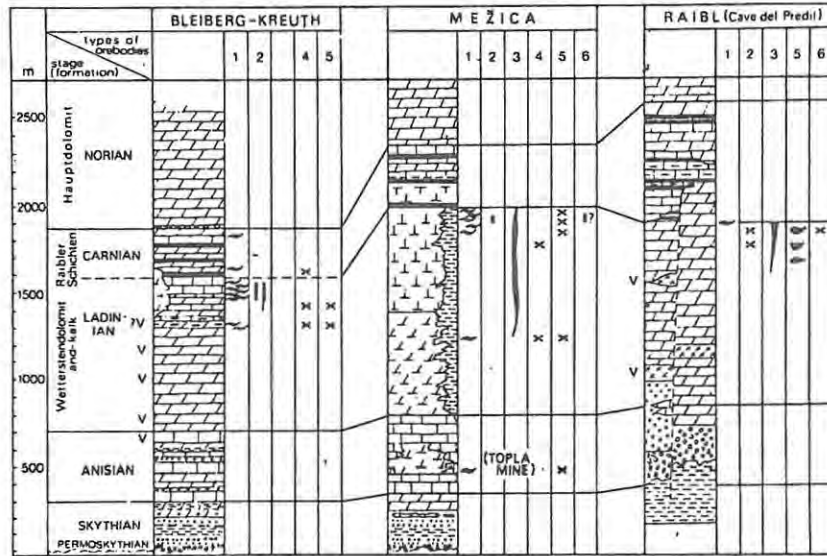 BLEIBERG-KREUTH
MEŽICA
RAIBL (Cave del Predil)
types of orebodies
stage (formation)
m
1 2 4 5
1 2 3 4 5 6
1 2 3 5 6
2500
2000
1500
1000
500
Hauptdolomit
NORIAN
Raibler Schichten
CARNIAN
Wettersteindolomit and-kalk
LADINIAN
?V
V
V
V
V
ANISIAN
SKYTHIAN
PERMOSKYTHIAN
II?
(TOPLA MINE)
V
V